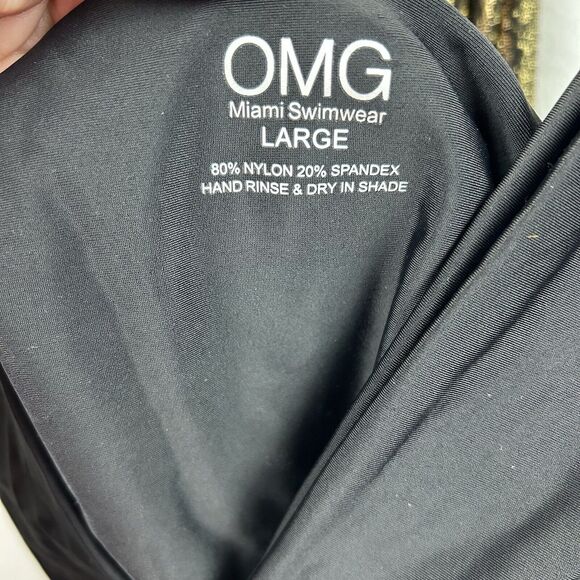 OMG
Miami Swimwear
LARGE
80% NYLON 20% SPANDEX
HAND RINSE & DRY IN SHADE